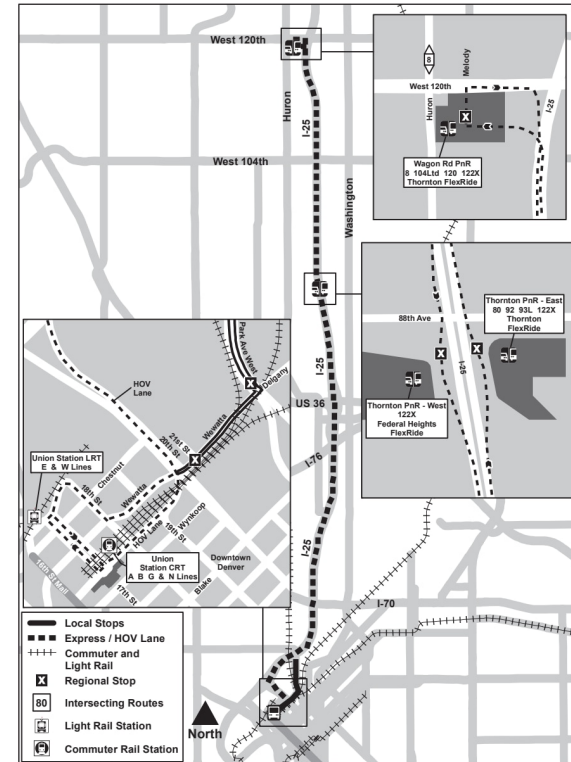 West 120th
Huron
I-25
West 104th
Washington
I-25
US 36
I-76
I-25
I-70
8
Melody
West 120th
Huron
I-25
X
Wagon Rd PnR
8 104Ltd 120 122X
Thornton FlexRide
88th Ave
X
X
I-25
Thornton PnR - East
80 92 93L 122X
Thornton
FlexRide
Thornton PnR - West
122X
Federal Heights
FlexRide
Park Ave West
HOV
Lane
X
Delgany
Wewatta
21st St
20th St
X
Union Station LRT
E & W Lines
Chestnut
18th St
Wewatta
HOV Lane
Wynkoop
19th St
Union
Station CRT
A B G & N Lines
Downtown
Denver
Blake
17th St
16th St Mall
Local Stops
Express / HOV Lane
Commuter and
Light Rail
X Regional Stop
80 Intersecting Routes
Light Rail Station
Commuter Rail Station
North